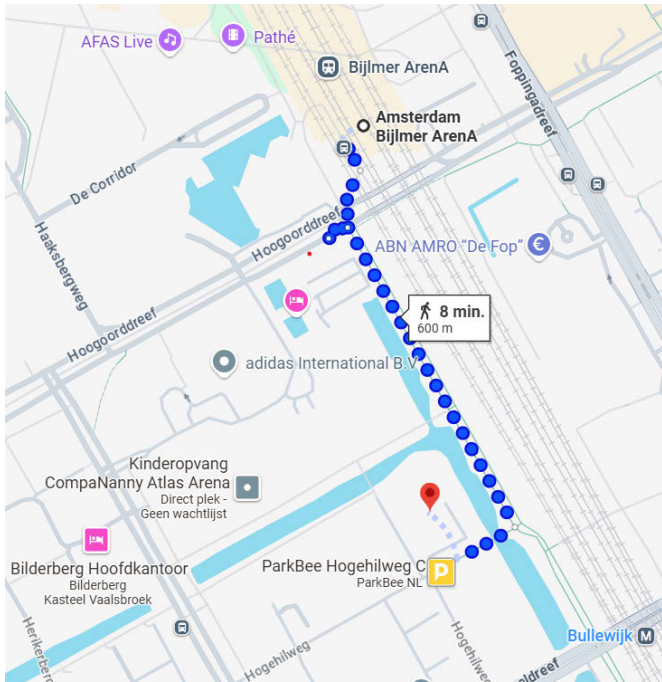 AFAS Live
Pathé
Bijlmer ArenA
Foppingadreef
Amsterdam
Bijlmer ArenA
De Corridor
Haaksbergweg
Hoogoorddreef
ABN AMRO "De Fop"
€
8 min.
600 m
Hoogoorddreef
adidas International B.V
Kinderopvang
CompaNanny Atlas Arena
Direct plek -
Geen wachtlijst
Bilderberg Hoofdkantoor
Bilderberg
Kasteel Vaalsbroek
ParkBee Hogehilweg C
ParkBee NL
P
Herikerberg
Hogehilweg
Hogehilweg
Bullewijk
M
ldreef